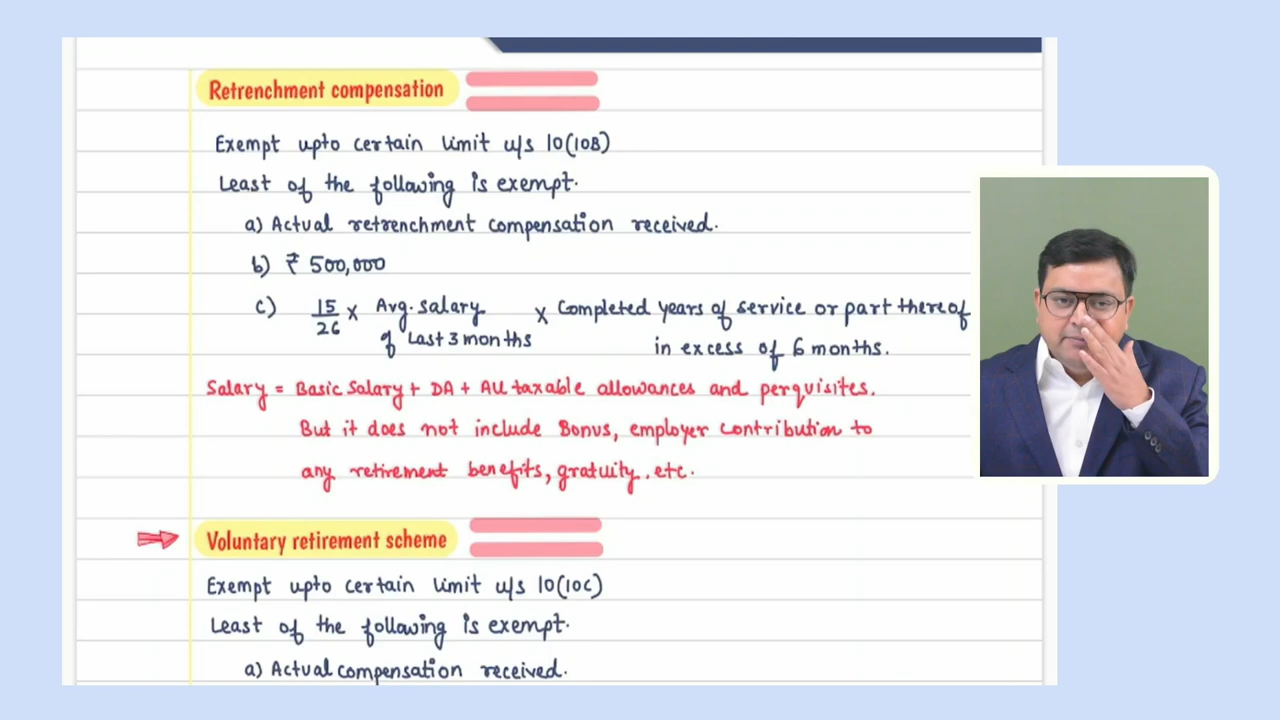 Retrenchment compensation
Exempt upto certain limit u/s 10(10B)
Least of the following is exempt.
a) Actual retrenchment compensation received.
b) ₹ 500,000
c) 15/26 x Avg. salary of Last 3 months x Completed years of service or part thereof
in excess of 6 months.
Salary = Basic Salary + DA + All taxable allowances and perquisites.
But it does not include Bonus, employer contribution to
any retirement benefits, gratuity, etc.
Voluntary retirement scheme
Exempt upto certain limit u/s 10(10C)
Least of the following is exempt.
a) Actual compensation received.